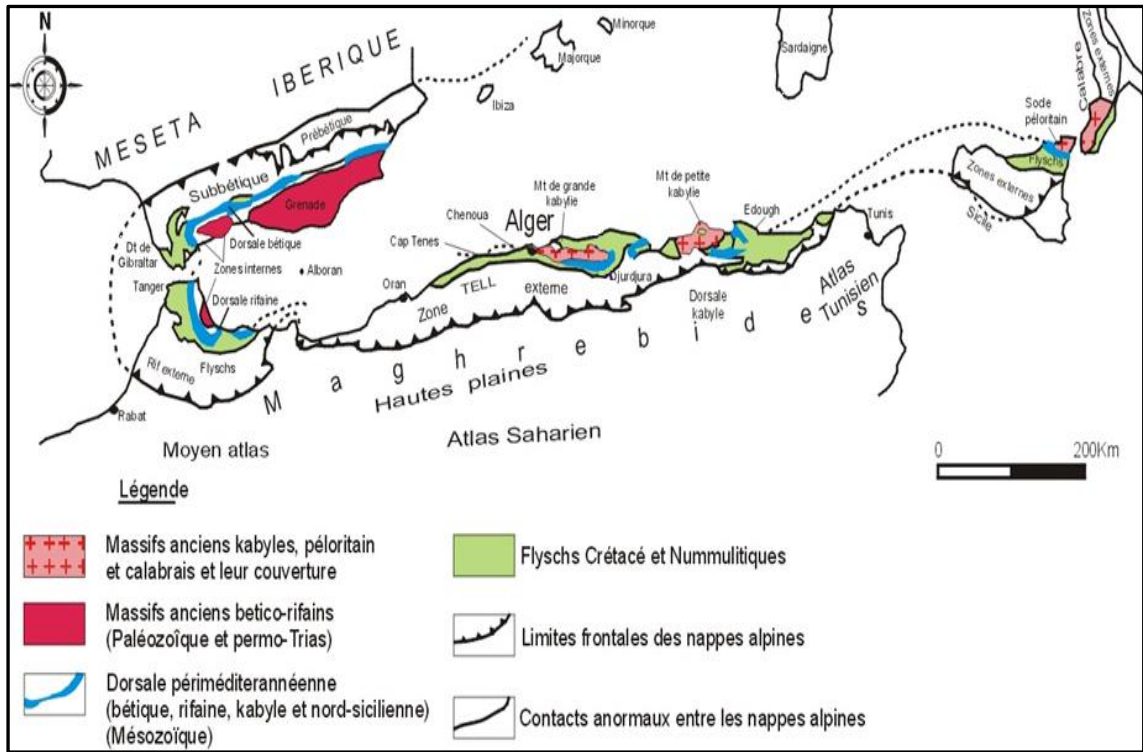 N
MESETA IBERIQUE
Minorque
Majorque
Ibiza
Sardaigne
Zones externes
Calabre
Socle
péloritain
Flyschs
Zones externes
Sicile
Prébétique
Subbétique
Grenade
Dorsale bétique
Dt de
Gibraltar
Zones internes
Alboran
Tanger
Dorsale rifaine
Flyschs
Rif externe
Rabat
Mt de grande
kabylie
Chenoua
Alger
Cap Tenes
Oran
Zone TELL externe
Djurdjura
Mt de petite
kabylie
Edough
Dorsale
kabyle
Tunis
Atlas
Tunisien
Maghrebides
Hautes plaines
Moyen atlas
Atlas Saharien
0 200Km
Légende
Massifs anciens kabyles, péloritain
et calabrais et leur couverture
Massifs anciens betico-rifains
(Paléozoîque et permo-Trias)
Dorsale périméditerannéenne
(bétique, rifaine, kabyle et nord-sicilienne)
(Mésozoîque)
Flyschs Crétacé et Nummulitiques
Limites frontales des nappes alpines
Contacts anormaux entre les nappes alpines